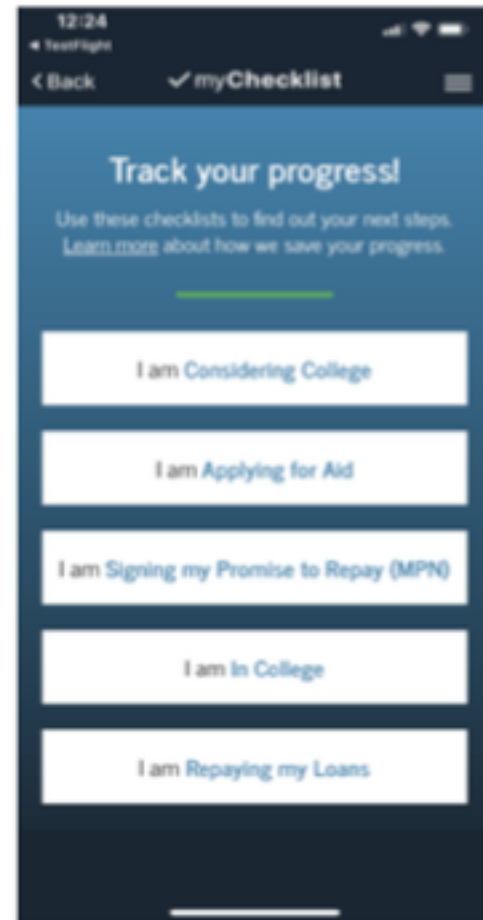 12:24
◀ TestFlight
< Back
✓ myChecklist
Track your progress!
Use these checklists to find out your next steps.
Learn more about how we save your progress.
I am Considering College
I am Applying for Aid
I am Signing my Promise to Repay (MPN)
I am In College
I am Repaying my Loans